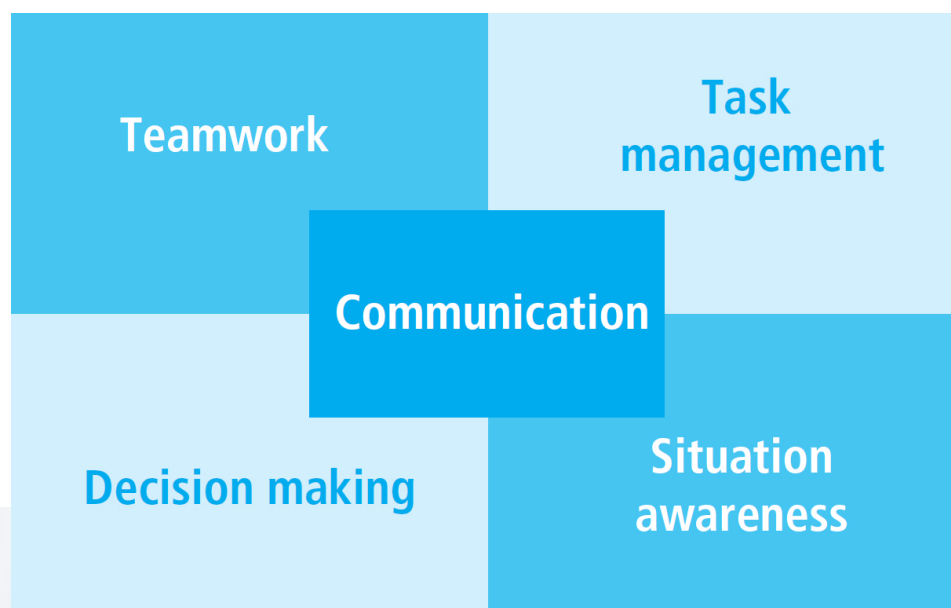 Teamwork
Task
management
Communication
Decision making
Situation
awareness